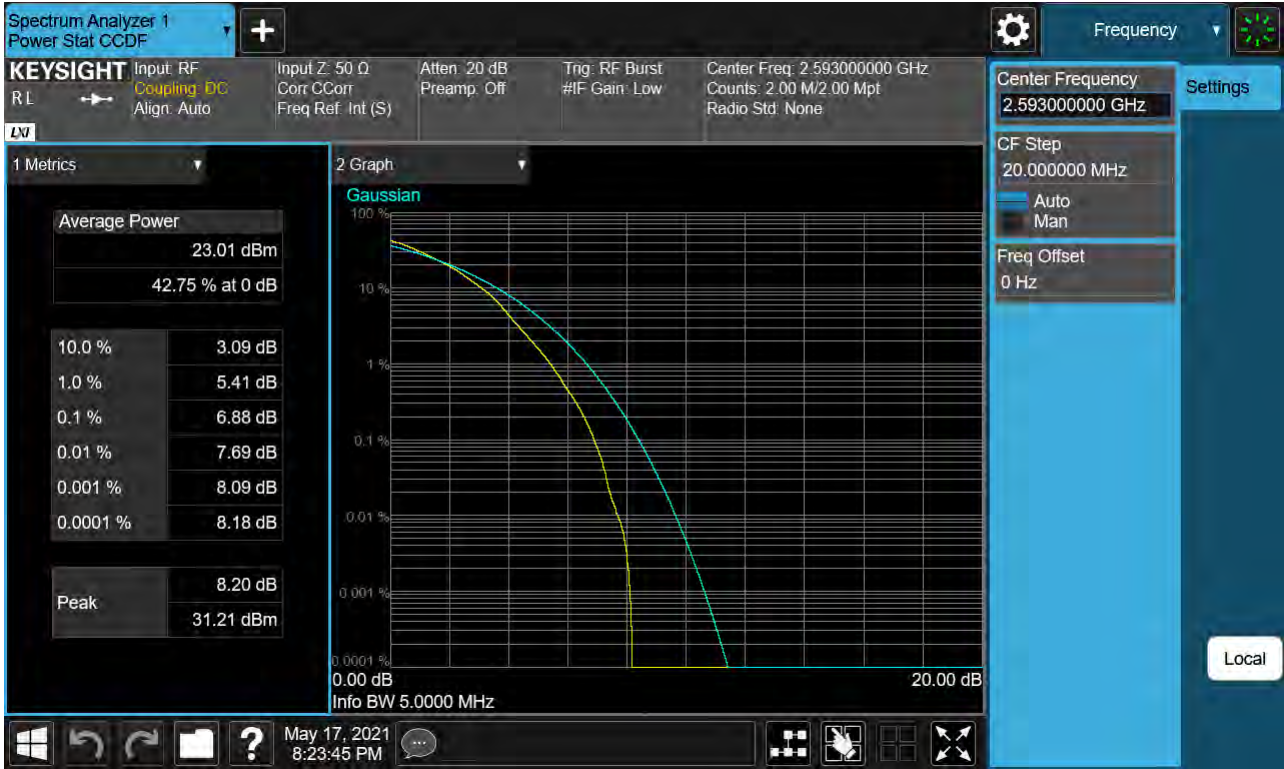 Spectrum Analyzer 1
Power Stat CCDF
Frequency
KEYSIGHT
R L
LXI
Input: RF
Coupling: DC
Align: Auto
Input Z: 50 Ω
Corr CCorr
Freq Ref: Int (S)
Atten: 20 dB
Preamp: Off
Trig: RF Burst
#IF Gain: Low
Center Freq: 2.593000000 GHz
Counts: 2.00 M/2.00 Mpt
Radio Std: None
Center Frequency
2.593000000 GHz
Settings
CF Step
20.000000 MHz
Auto
Man
Freq Offset
0 Hz
1 Metrics
Average Power
23.01 dBm
42.75 % at 0 dB
10.0 % 3.09 dB
1.0 % 5.41 dB
0.1 % 6.88 dB
0.01 % 7.69 dB
0.001 % 8.09 dB
0.0001 % 8.18 dB
Peak
8.20 dB
31.21 dBm
2 Graph
Gaussian
100 %
10 %
1 %
0.1 %
0.01 %
0.001 %
0.0001 %
0.00 dB 20.00 dB
Info BW 5.0000 MHz
Local
?
May 17, 2021
8:23:45 PM